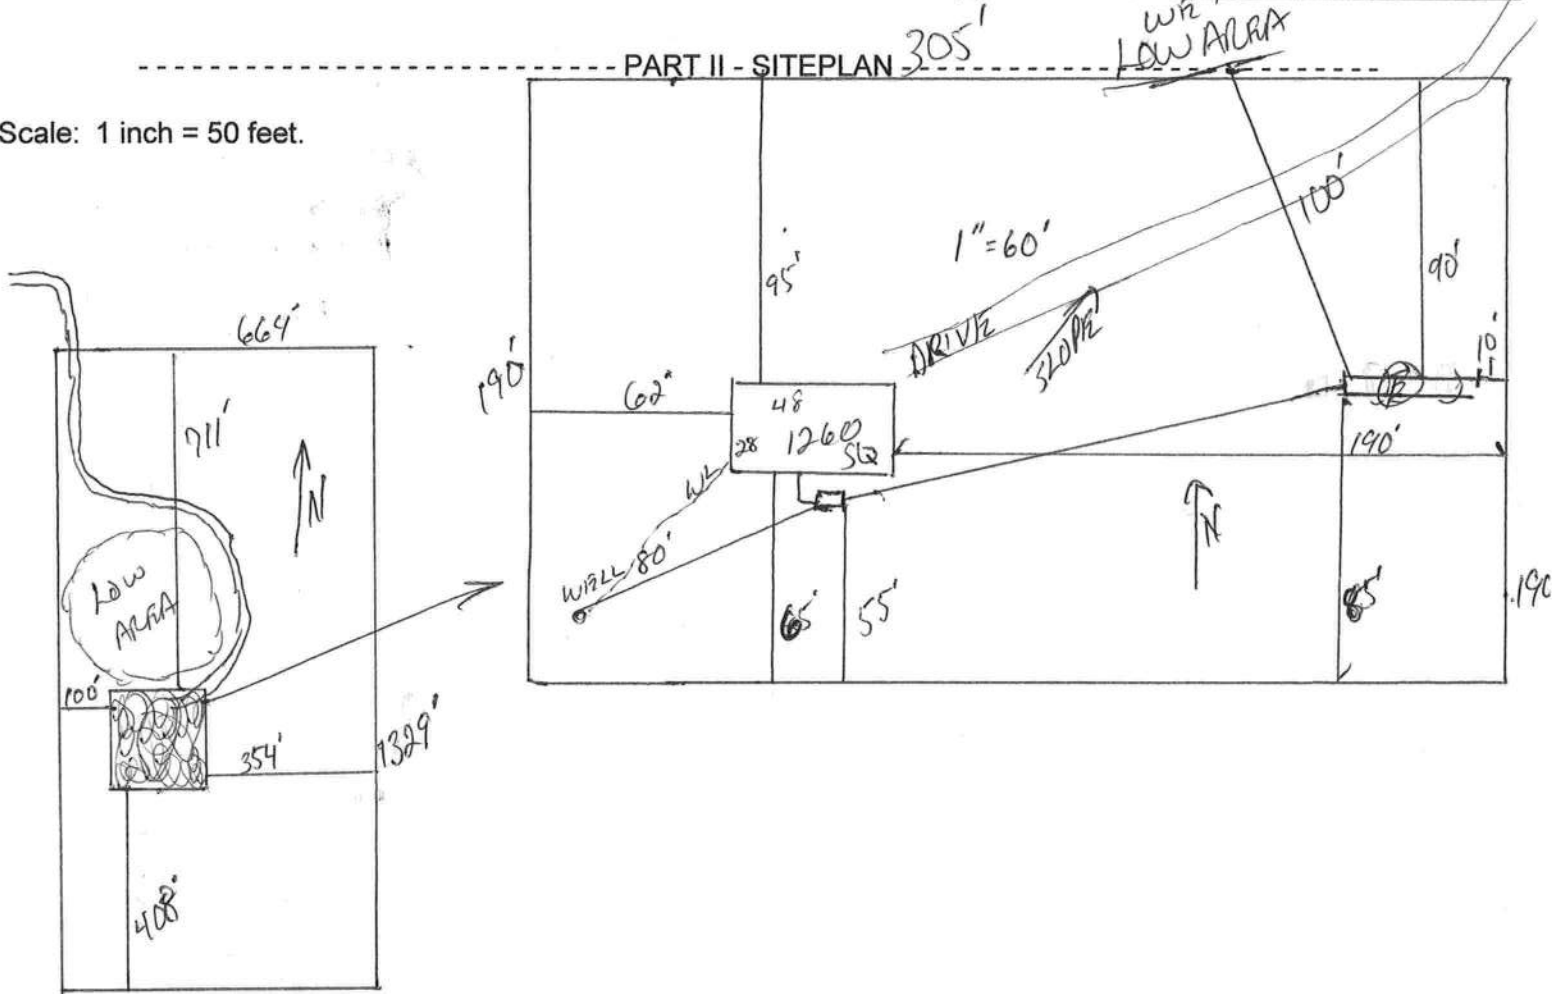 PART II - SITEPLAN
305'
LOW AREA
Scale: 1 inch = 50 feet.
664'
711'
N
LOW
AREA
100'
354'
1329'
408'
190'
95'
1"=60'
100'
90'
10'
DRIVE
SLOPE
62'
48
28
1260
SQ
190'
WL
WELL
80'
65'
55'
N
85'
190